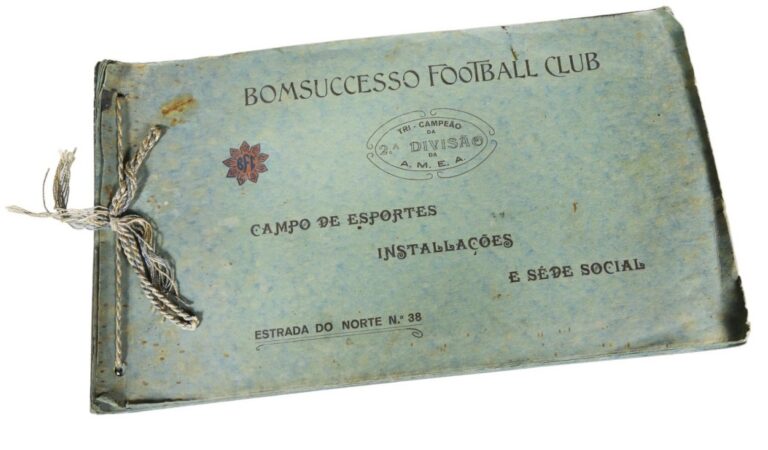 BOMSUCCESSO FOOTBALL CLUB
TRI-CAMPEÃO
DA
2.ª DIVISÃO
DA
A. M. E. A.
BFC
CAMPO DE ESPORTES
INSTALLAÇÕES
E SÉDE SOCIAL
ESTRADA DO NORTE N.º 38